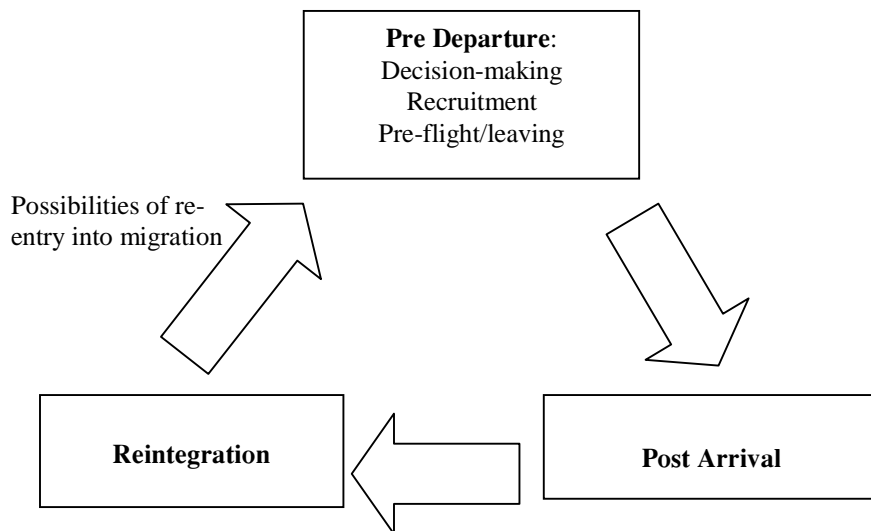 Pre Departure:
Decision-making
Recruitment
Pre-flight/leaving
Possibilities of re-
entry into migration
Reintegration
Post Arrival